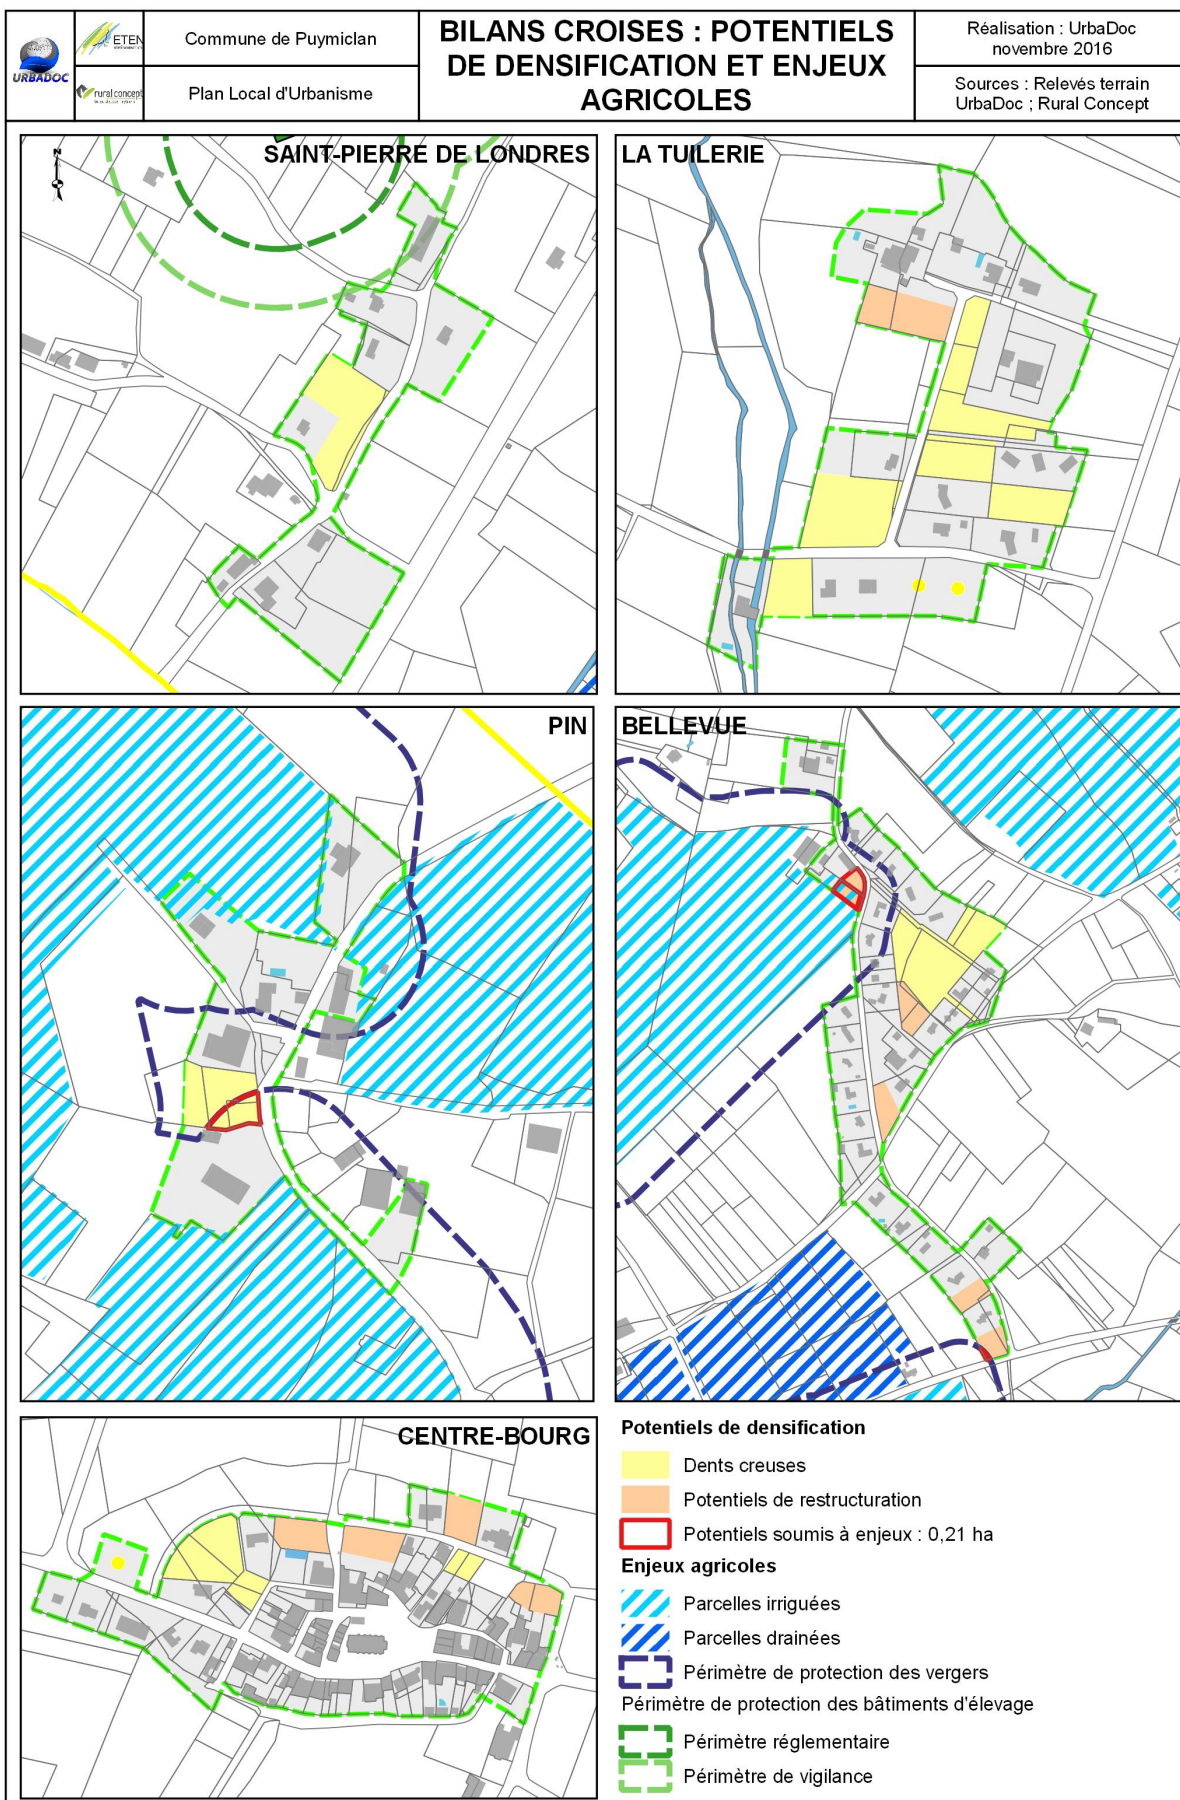 URBADOC
ETEN
rural concept
Commune de Puymiclan
Plan Local d'Urbanisme
BILANS CROISES : POTENTIELS
DE DENSIFICATION ET ENJEUX
AGRICOLES
Réalisation : UrbaDoc
novembre 2016
Sources : Relevés terrain
UrbaDoc ; Rural Concept
N
SAINT-PIERRE DE LONDRES
LA TUILERIE
PIN
BELLEVUE
CENTRE-BOURG
Potentiels de densification
Dents creuses
Potentiels de restructuration
Potentiels soumis à enjeux : 0,21 ha
Enjeux agricoles
Parcelles irriguées
Parcelles drainées
Périmètre de protection des vergers
Périmètre de protection des bâtiments d'élevage
Périmètre réglementaire
Périmètre de vigilance